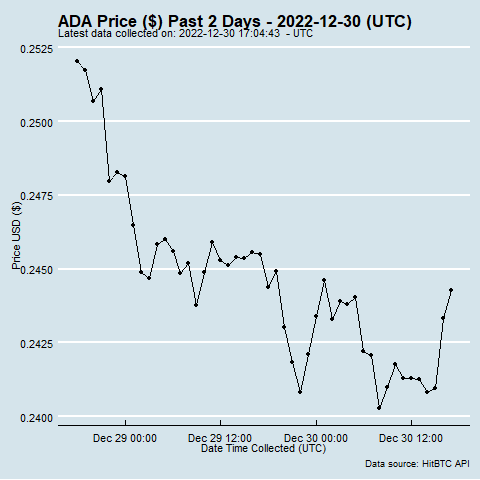 ADA Price ($) Past 2 Days - 2022-12-30 (UTC)
Latest data collected on: 2022-12-30 17:04:43 - UTC
0.2525
0.2500
0.2475
0.2450
0.2425
0.2400
Price USD ($)
Dec 29 00:00 Dec 29 12:00 Dec 30 00:00 Dec 30 12:00
Date Time Collected (UTC)
Data source: HitBTC API